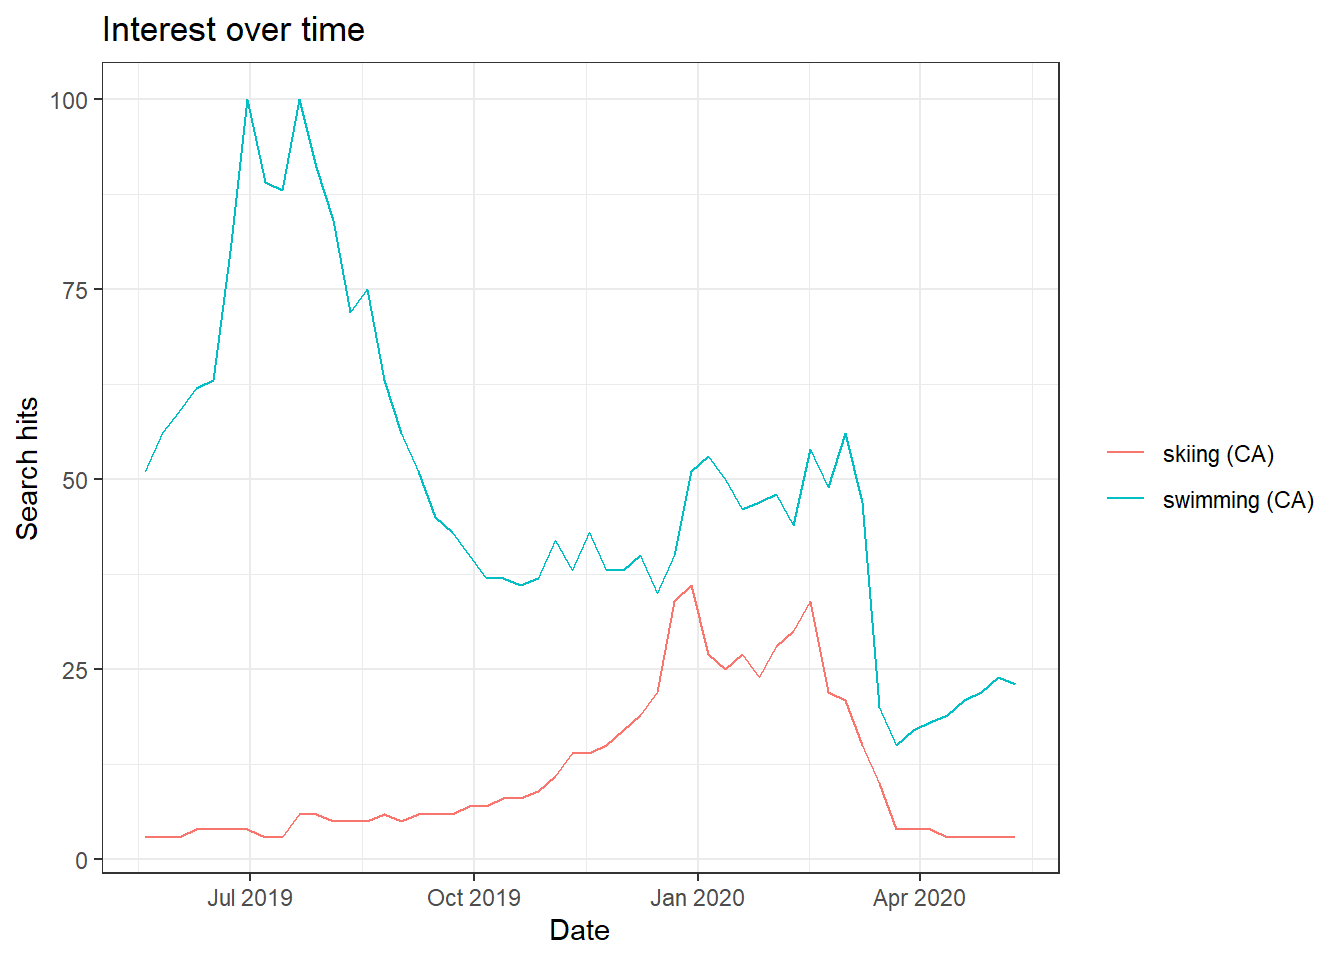 Interest over time
Search hits
100
75
50
25
0
Jul 2019
Oct 2019
Jan 2020
Apr 2020
Date
skiing (CA)
swimming (CA)